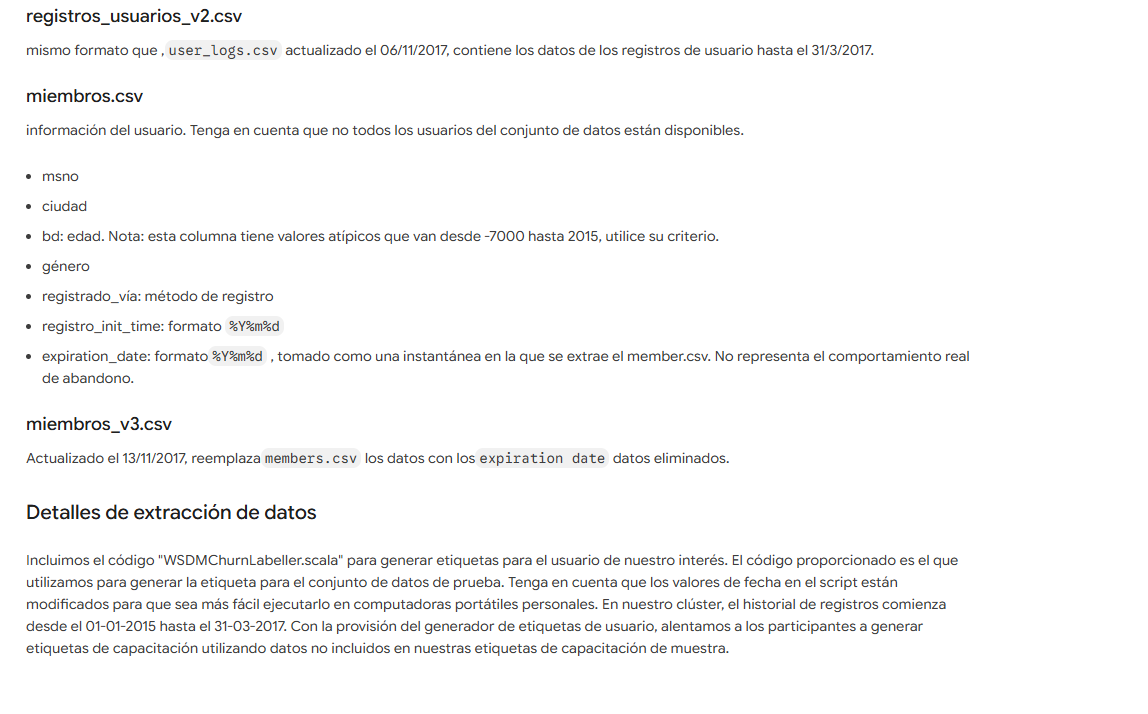 registros_usuarios_v2.csv
mismo formato que , user_logs.csv actualizado el 06/11/2017, contiene los datos de los registros de usuario hasta el 31/3/2017.
miembros.csv
información del usuario. Tenga en cuenta que no todos los usuarios del conjunto de datos están disponibles.
• msno
• ciudad
• bd: edad. Nota: esta columna tiene valores atípicos que van desde -7000 hasta 2015, utilice su criterio.
• género
• registrado_vía: método de registro
• registro_init_time: formato %Y%m%d
• expiration_date: formato %Y%m%d , tomado como una instantánea en la que se extrae el member.csv. No representa el comportamiento real
de abandono.
miembros_v3.csv
Actualizado el 13/11/2017, reemplaza members.csv los datos con los expiration date datos eliminados.
Detalles de extracción de datos
Incluimos el código "WSDMChurnLabeller.scala" para generar etiquetas para el usuario de nuestro interés. El código proporcionado es el que
utilizamos para generar la etiqueta para el conjunto de datos de prueba. Tenga en cuenta que los valores de fecha en el script están
modificados para que sea más fácil ejecutarlo en computadoras portátiles personales. En nuestro clúster, el historial de registros comienza
desde el 01-01-2015 hasta el 31-03-2017. Con la provisión del generador de etiquetas de usuario, alentamos a los participantes a generar
etiquetas de capacitación utilizando datos no incluidos en nuestras etiquetas de capacitación de muestra.